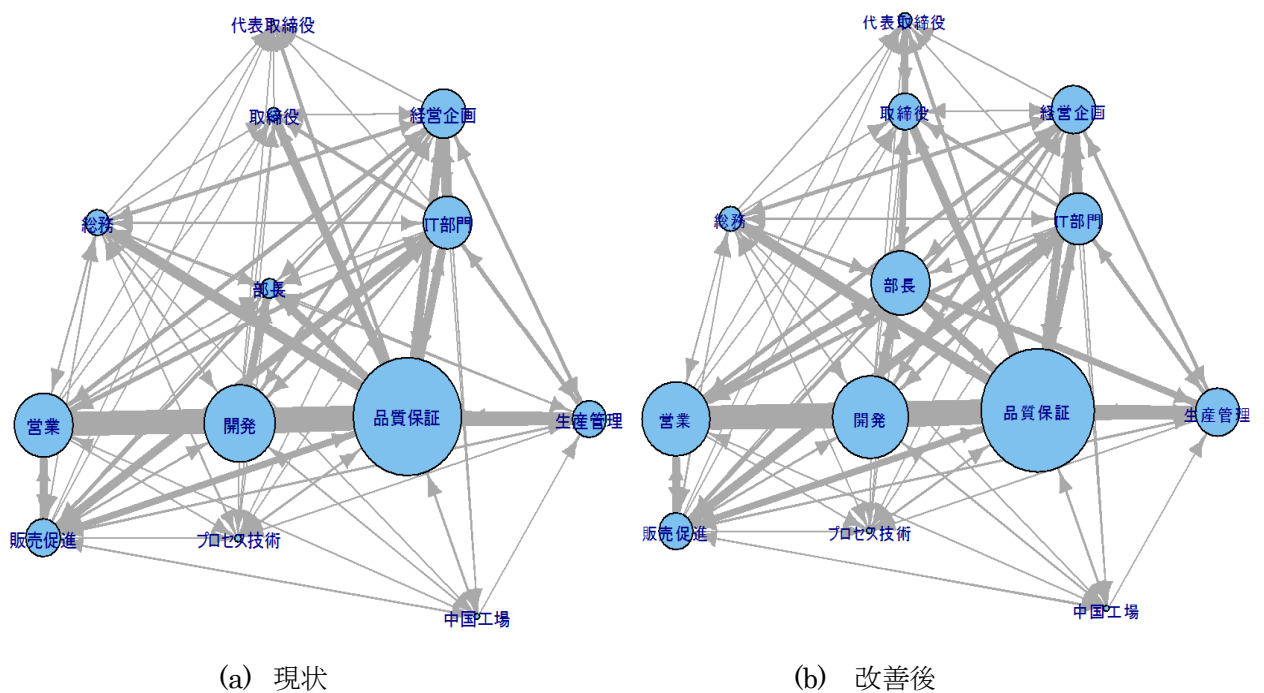 代表取締役
取締役
経営企画
総務
IT部門
部長
営業
開発
品質保証
生産管理
販売促進
プロセス技術
中国工場
(a) 現状
代表取締役
取締役
経営企画
総務
IT部門
部長
営業
開発
品質保証
生産管理
販売促進
プロセス技術
中国工場
(b) 改善後